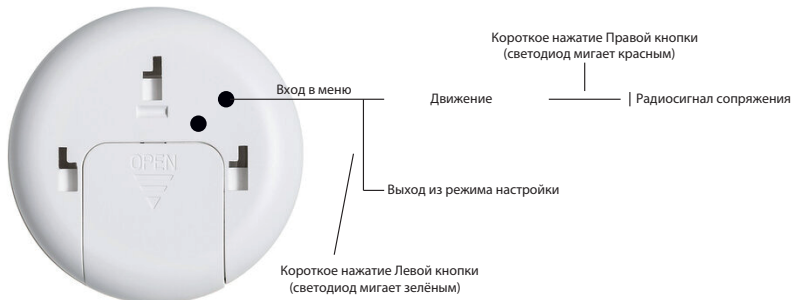 Короткое нажатие Правой кнопки
(светодиод мигает красным)
Вход в меню
Движение
Радиосигнал сопряжения
OPEN
Выход из режима настройки
Короткое нажатие Левой кнопки
(светодиод мигает зелёным)